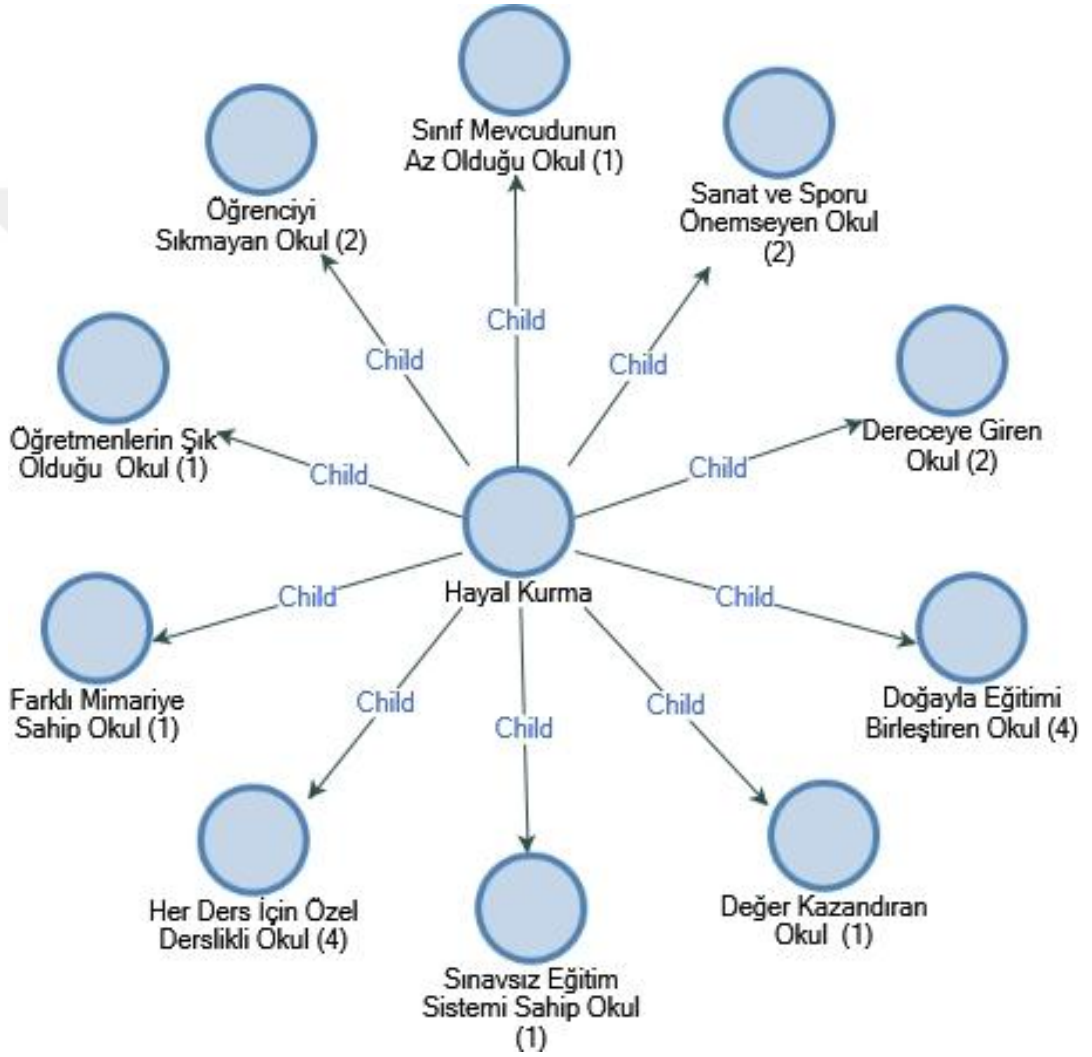 Sınıf Mevcudunun
Az Olduğu Okul (1)
Child
Sanat ve Sporu
Önemseyen Okul
(2)
Child
Dereceye Giren
Okul (2)
Child
Doğayla Eğitimi
Birleştiren Okul (4)
Child
Değer Kazandıran
Okul (1)
Child
Sınavsız Eğitim
Sistemi Sahip Okul
(1)
Child
Her Ders İçin Özel
Derslikli Okul (4)
Child
Farklı Mimariye
Sahip Okul (1)
Child
Öğretmenlerin Şık
Olduğu Okul (1)
Child
Öğrenciyi
Sıkmayan Okul (2)
Child
Hayal Kurma